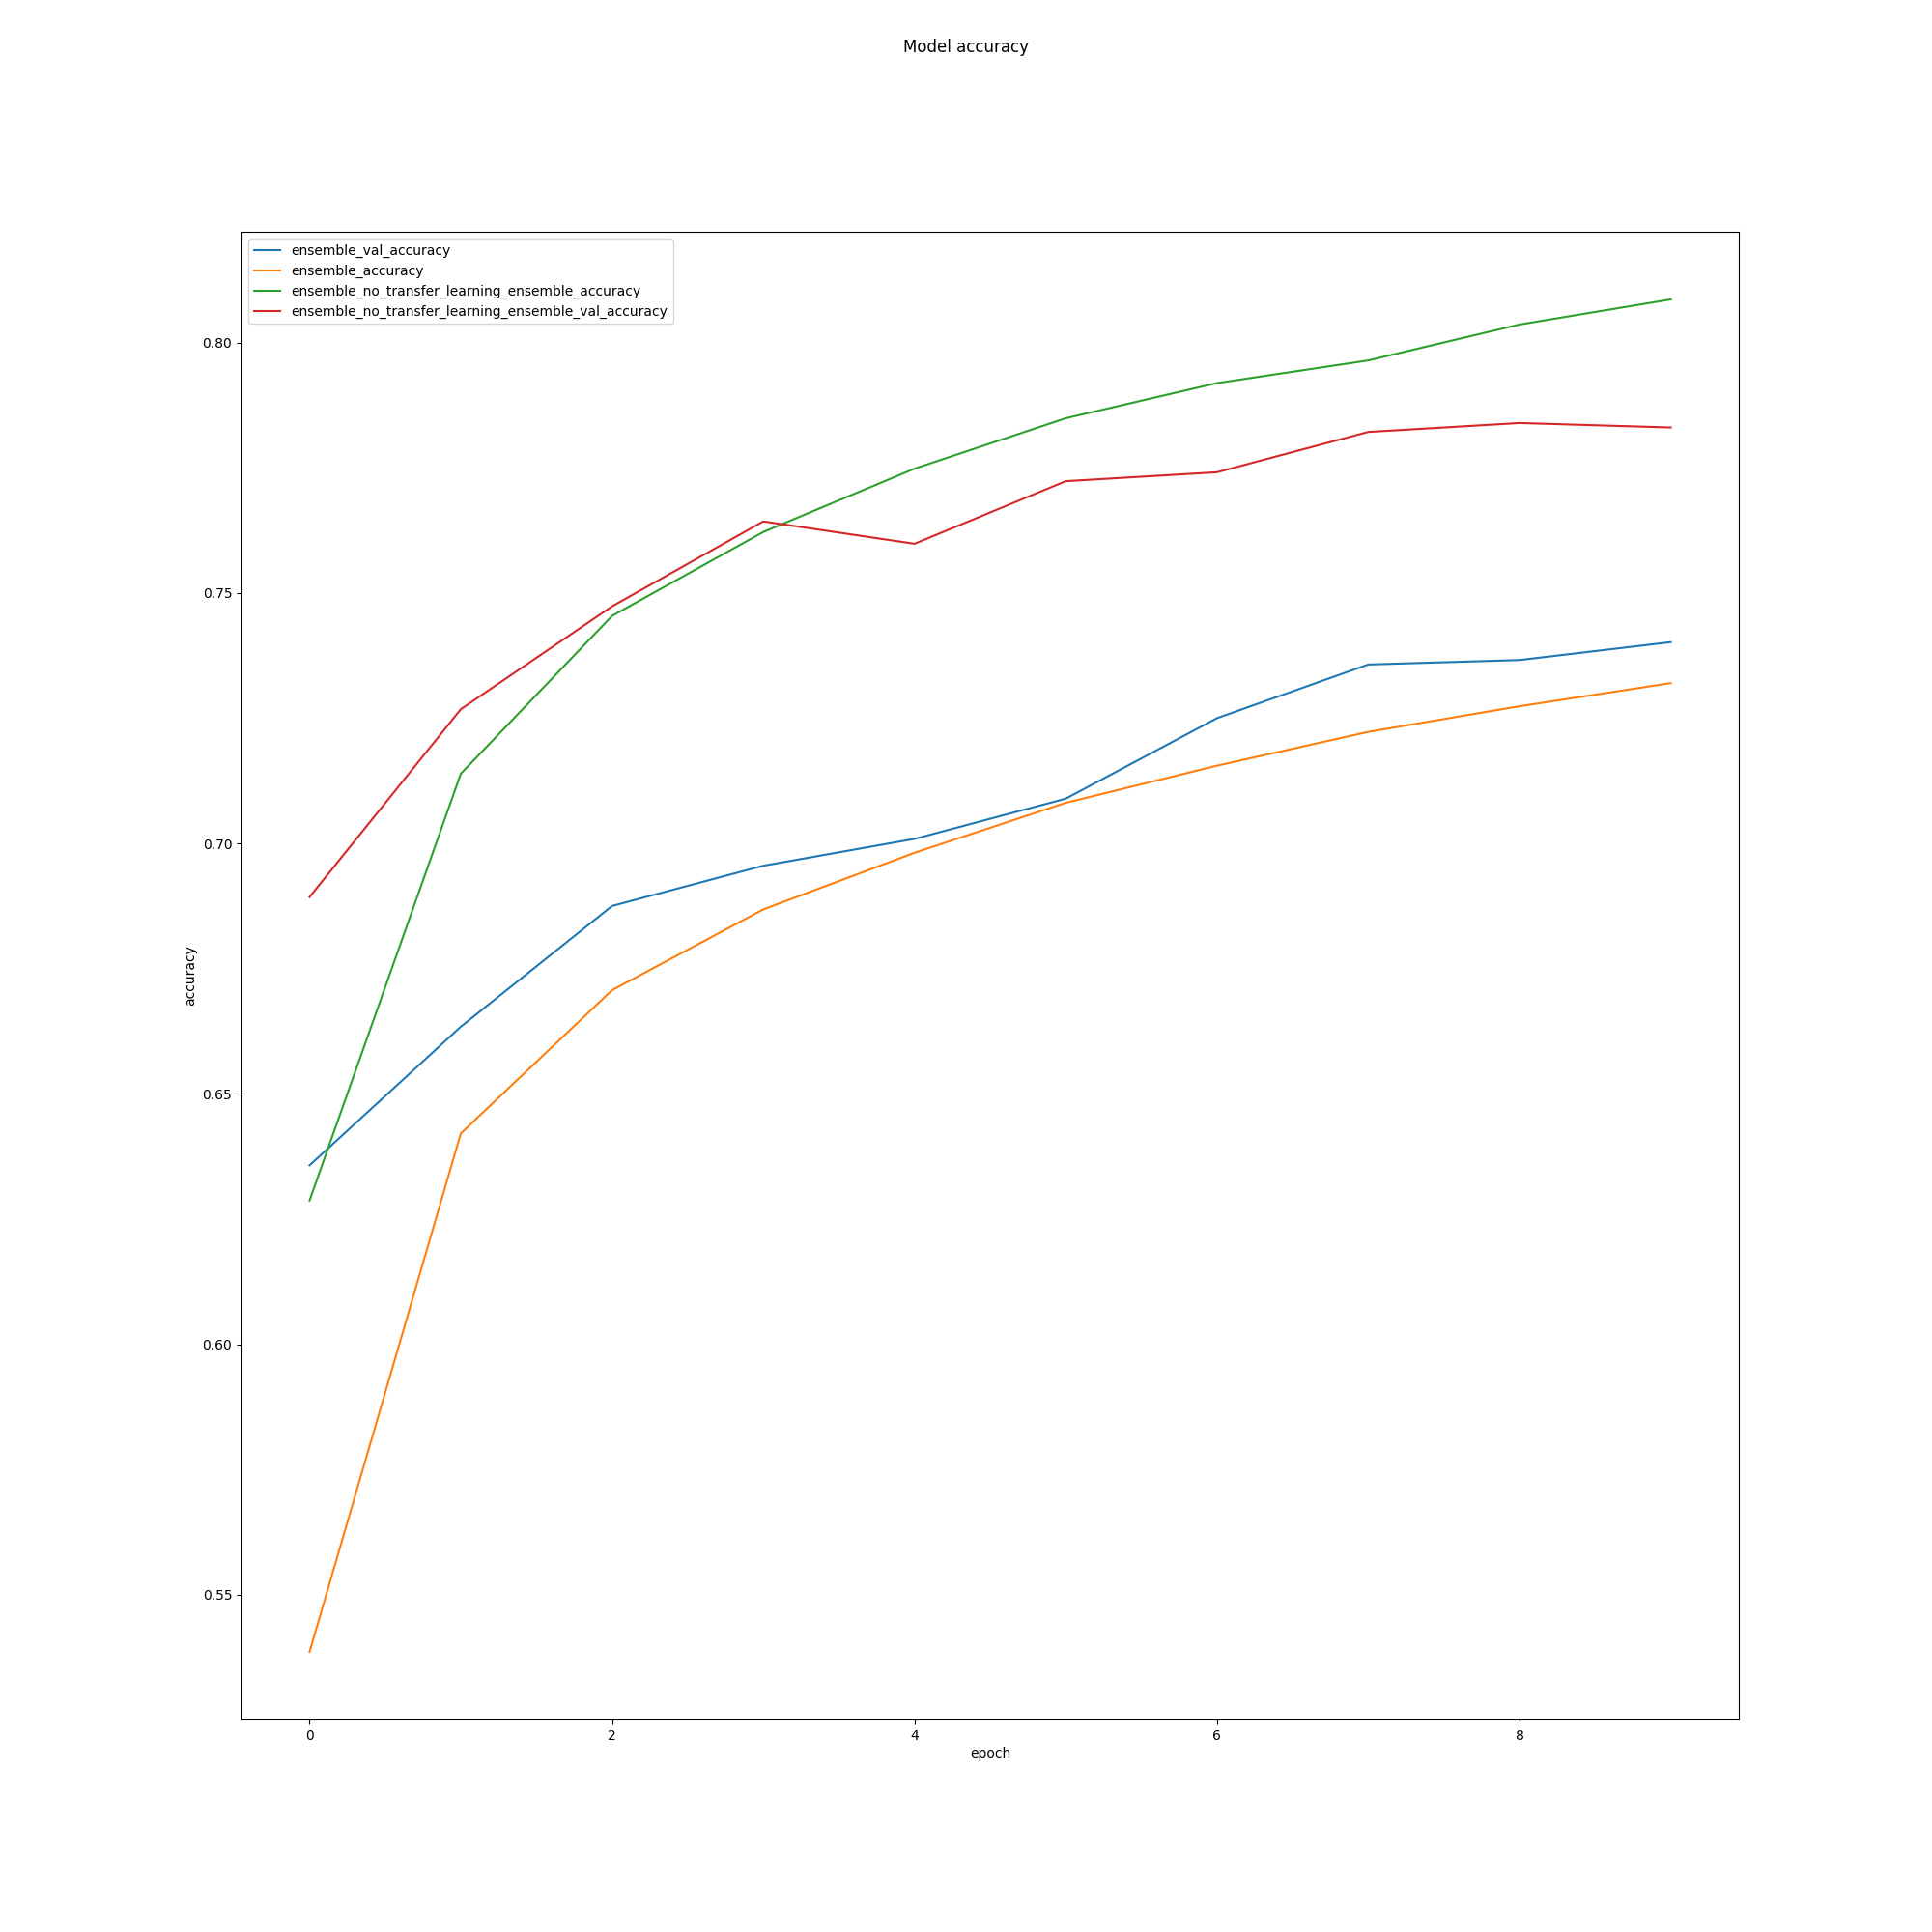 Model accuracy
ensemble_val_accuracy
ensemble_accuracy
ensemble_no_transfer_learning_ensemble_accuracy
ensemble_no_transfer_learning_ensemble_val_accuracy
0.80
0.75
0.70
0.65
0.60
0.55
accuracy
0 2 4 6 8
epoch